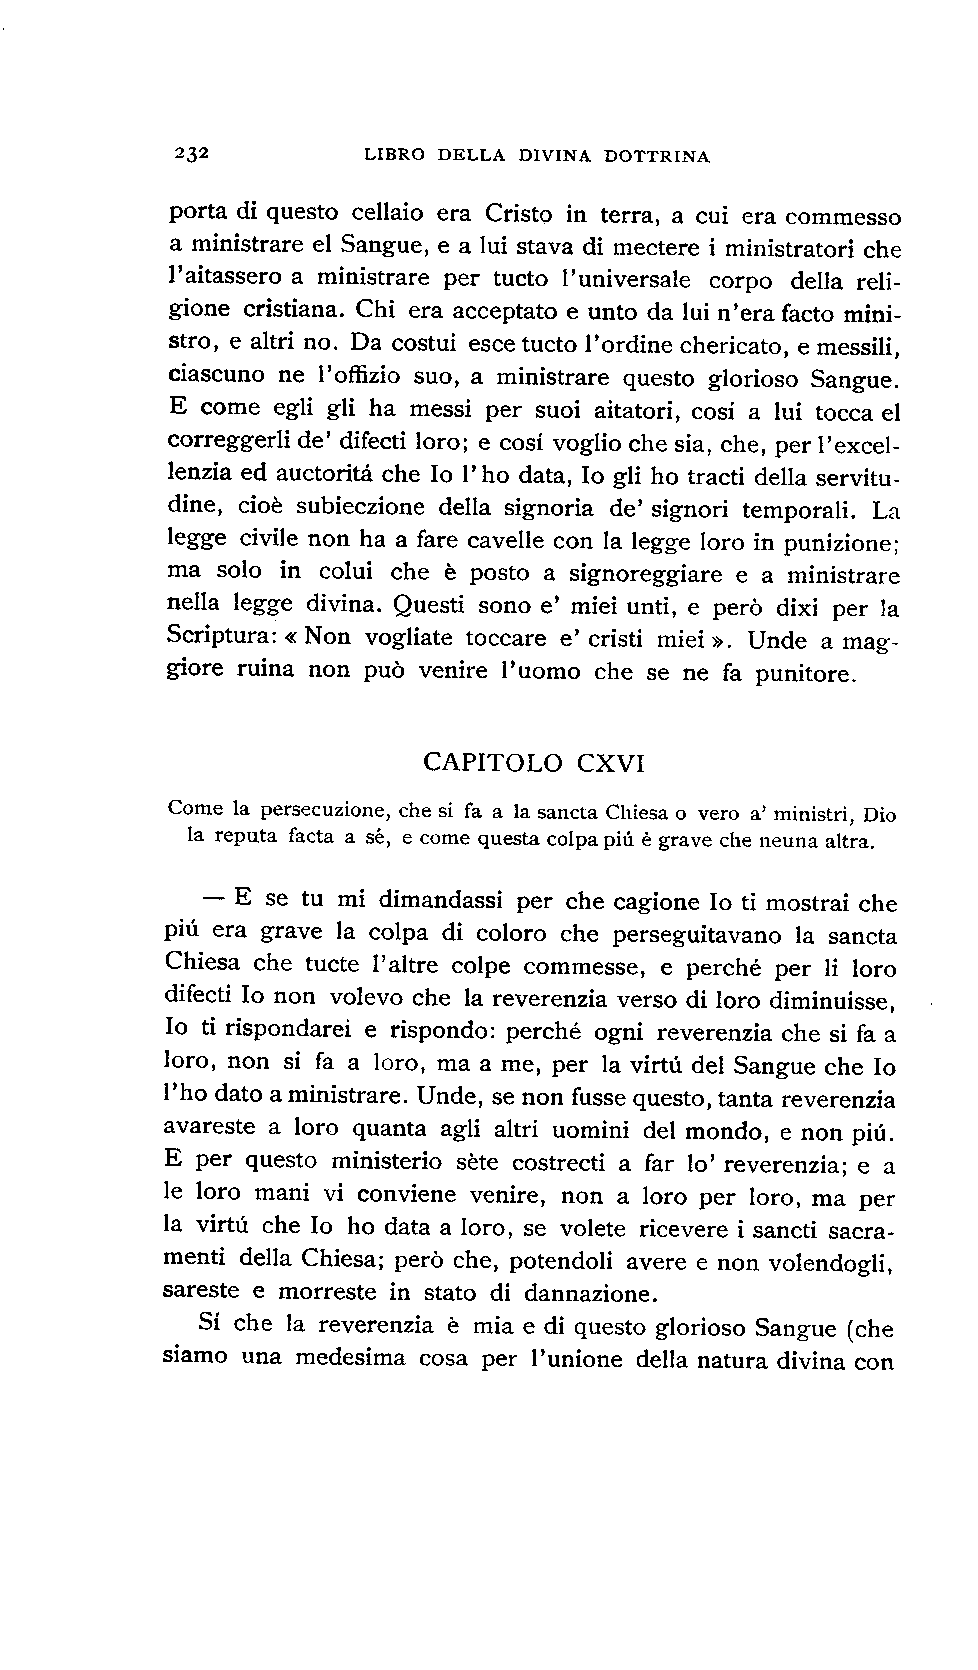 232 LIBRO DELLA DIVINA DOTTRINA
porta di questo cellaio era Cristo in terra, a cui era commesso
a ministrare el Sangue, e a lui stava di mectere i ministratori che
l'aitassero a ministrare per tucto l'universale corpo della reli-
gione cristiana. Chi era acceptato e unto da lui n'era facto mini-
stro, e altri no. Da costui esce tucto l'ordine chericato, e messili,
ciascuno ne l'offizio suo, a ministrare questo glorioso Sangue.
E come egli gli ha messi per suoi aitatori, cosí a lui tocca el
correggerli de' difecti loro; e cosí voglio che sia, che, per l'excel-
lenzia ed auctoritá che Io l'ho data, Io gli ho tracti della servitu-
dine, cioè subieczione della signoria de' signori temporali. La
legge civile non ha a fare cavelle con la legge loro in punizione;
ma solo in colui che è posto a signoreggiare e a ministrare
nella legge divina. Questi sono e' miei unti, e però dixi per la
Scriptura: « Non vogliate toccare e' cristi miei ». Unde a mag-
giore ruina non può venire l'uomo che se ne fa punitore.
CAPITOLO CXVI
Come la persecuzione, che si fa a la sancta Chiesa o vero a' ministri, Dio
la reputa facta a sé, e come questa colpa piú è grave che neuna altra.
— E se tu mi dimandassi per che cagione Io ti mostrai che
piú era grave la colpa di coloro che perseguitavano la sancta
Chiesa che tucte l'altre colpe commesse, e perché per li loro
difecti Io non volevo che la reverenzia verso di loro diminuisse,
Io ti rispondarei e rispondo: perché ogni reverenzia che si fa a
loro, non si fa a loro, ma a me, per la virtú del Sangue che Io
l'ho dato a ministrare. Unde, se non fusse questo, tanta reverenzia
avareste a loro quanta agli altri uomini del mondo, e non piú.
E per questo ministerio sète costrecti a far lo' reverenzia; e a
le loro mani vi conviene venire, non a loro per loro, ma per
la virtú che Io ho data a loro, se volete ricevere i sancti sacra-
menti della Chiesa; però che, potendoli avere e non volendogli,
sareste e morreste in stato di dannazione.
Sí che la reverenzia è mia e di questo glorioso Sangue (che
siamo una medesima cosa per l'unione della natura divina con